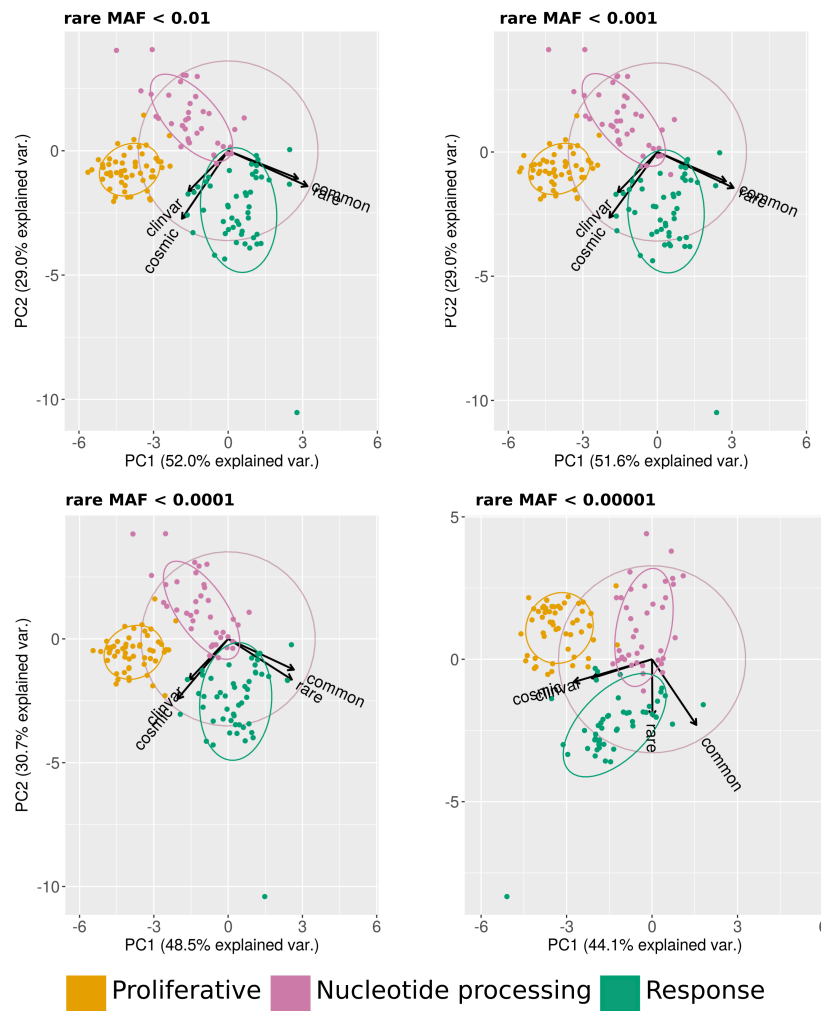 rare MAF < 0.01
rare MAF < 0.001
PC2 (29.0% explained var.)
0
-5
-10
common
rare
clinvar
cosmic
-6 -3 0 3 6
PC1 (52.0% explained var.)
PC2 (29.0% explained var.)
0
-5
-10
common
rare
clinvar
cosmic
-6 -3 0 3 6
PC1 (51.6% explained var.)
rare MAF < 0.0001
rare MAF < 0.00001
PC2 (30.7% explained var.)
0
-5
-10
common
rare
clinvar
cosmic
-6 -3 0 3 6
PC1 (48.5% explained var.)
5
0
-5
cosmic
clinvar
rare
common
-6 -3 0 3 6
PC1 (44.1% explained var.)
Proliferative Nucleotide processing Response